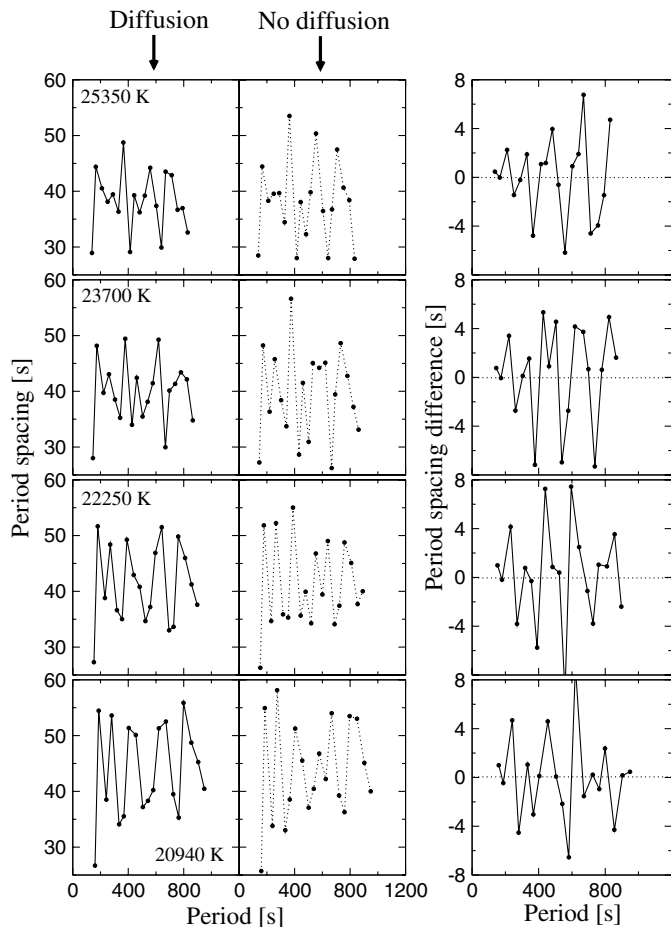 Diffusion No diffusion
60 8
25350 K
50 4
40 0
30 -4
60 8
23700 K
50 4
40 0
30 -4
60 8
22250 K
50 4
40 0
30 -4
60 8
50 4
40 0
30 -4
20940 K
-8
0 400 800 0 400 800 1200 0 400 800
Period [s] Period [s]
Period spacing [s]
Period spacing difference [s]